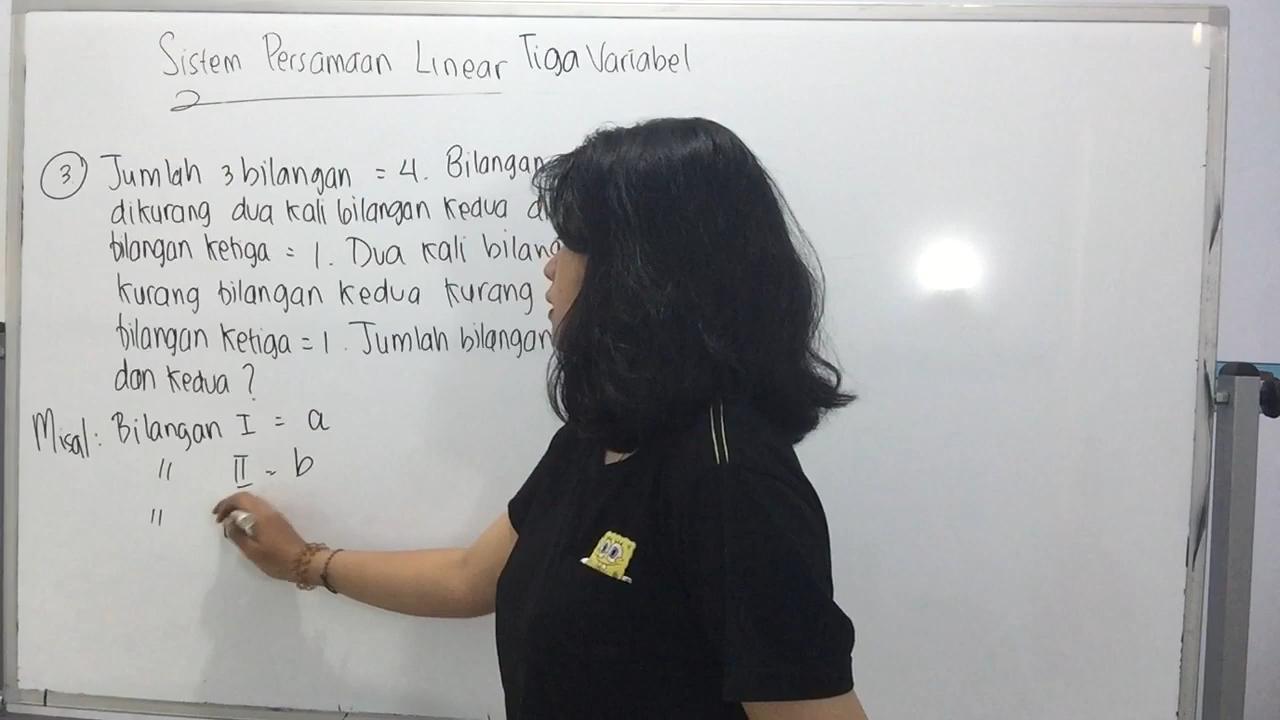 Sistem Persamaan Linear Tiga Variabel
3 Jumlah 3 bilangan = 4. Bilangan
dikurang dua kali bilangan kedua
bilangan ketiga = 1. Dua kali
kurang bilangan kedua kurang
bilangan ketiga = 1. Jumlah bilangan
dan kedua?
Misal: Bilangan I = a
" II = b
"